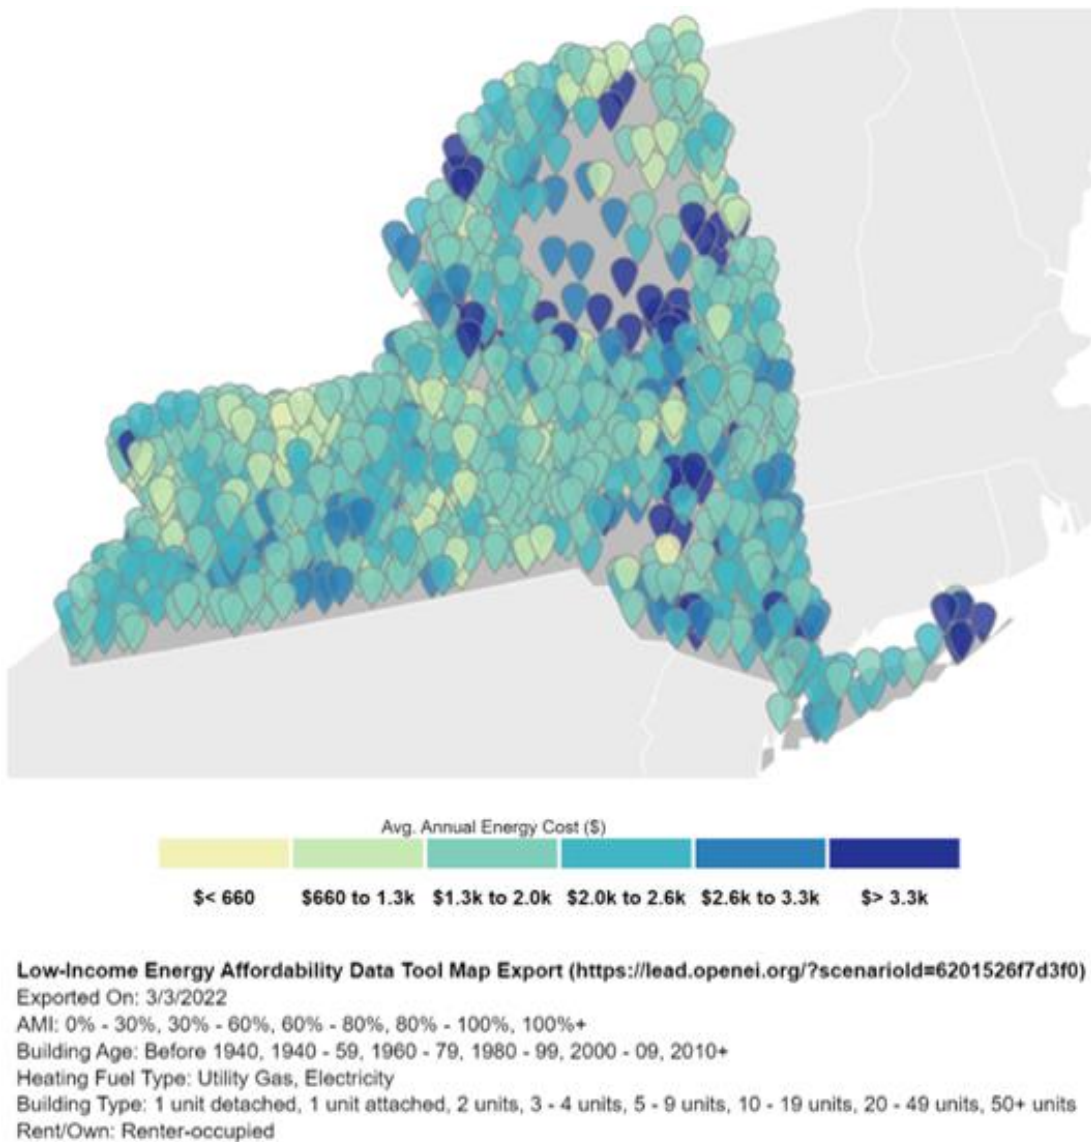 Avg. Annual Energy Cost ($)
$< 660 $660 to 1.3k $1.3k to 2.0k $2.0k to 2.6k $2.6k to 3.3k $> 3.3k
Low-Income Energy Affordability Data Tool Map Export (https://lead.openei.org/?scenarioId=6201526f7d3f0)
Exported On: 3/3/2022
AMI: 0% - 30%, 30% - 60%, 60% - 80%, 80% - 100%, 100%+
Building Age: Before 1940, 1940 - 59, 1960 - 79, 1980 - 99, 2000 - 09, 2010+
Heating Fuel Type: Utility Gas, Electricity
Building Type: 1 unit detached, 1 unit attached, 2 units, 3 - 4 units, 5 - 9 units, 10 - 19 units, 20 - 49 units, 50+ units
Rent/Own: Renter-occupied